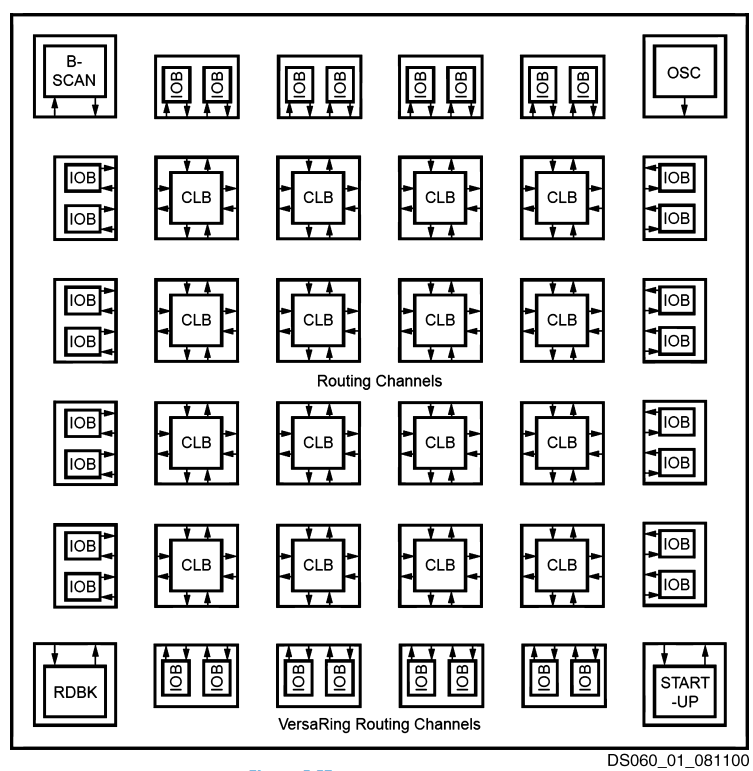 B-
SCAN
IOB IOB IOB IOB IOB IOB IOB IOB
OSC
IOB CLB CLB CLB CLB IOB
IOB IOB
IOB CLB CLB CLB CLB IOB
IOB IOB
Routing Channels
IOB CLB CLB CLB CLB IOB
IOB IOB
IOB CLB CLB CLB CLB IOB
IOB IOB
RDBK
IOB IOB IOB IOB IOB IOB IOB IOB
START
-UP
VersaRing Routing Channels
DS060_01_081100